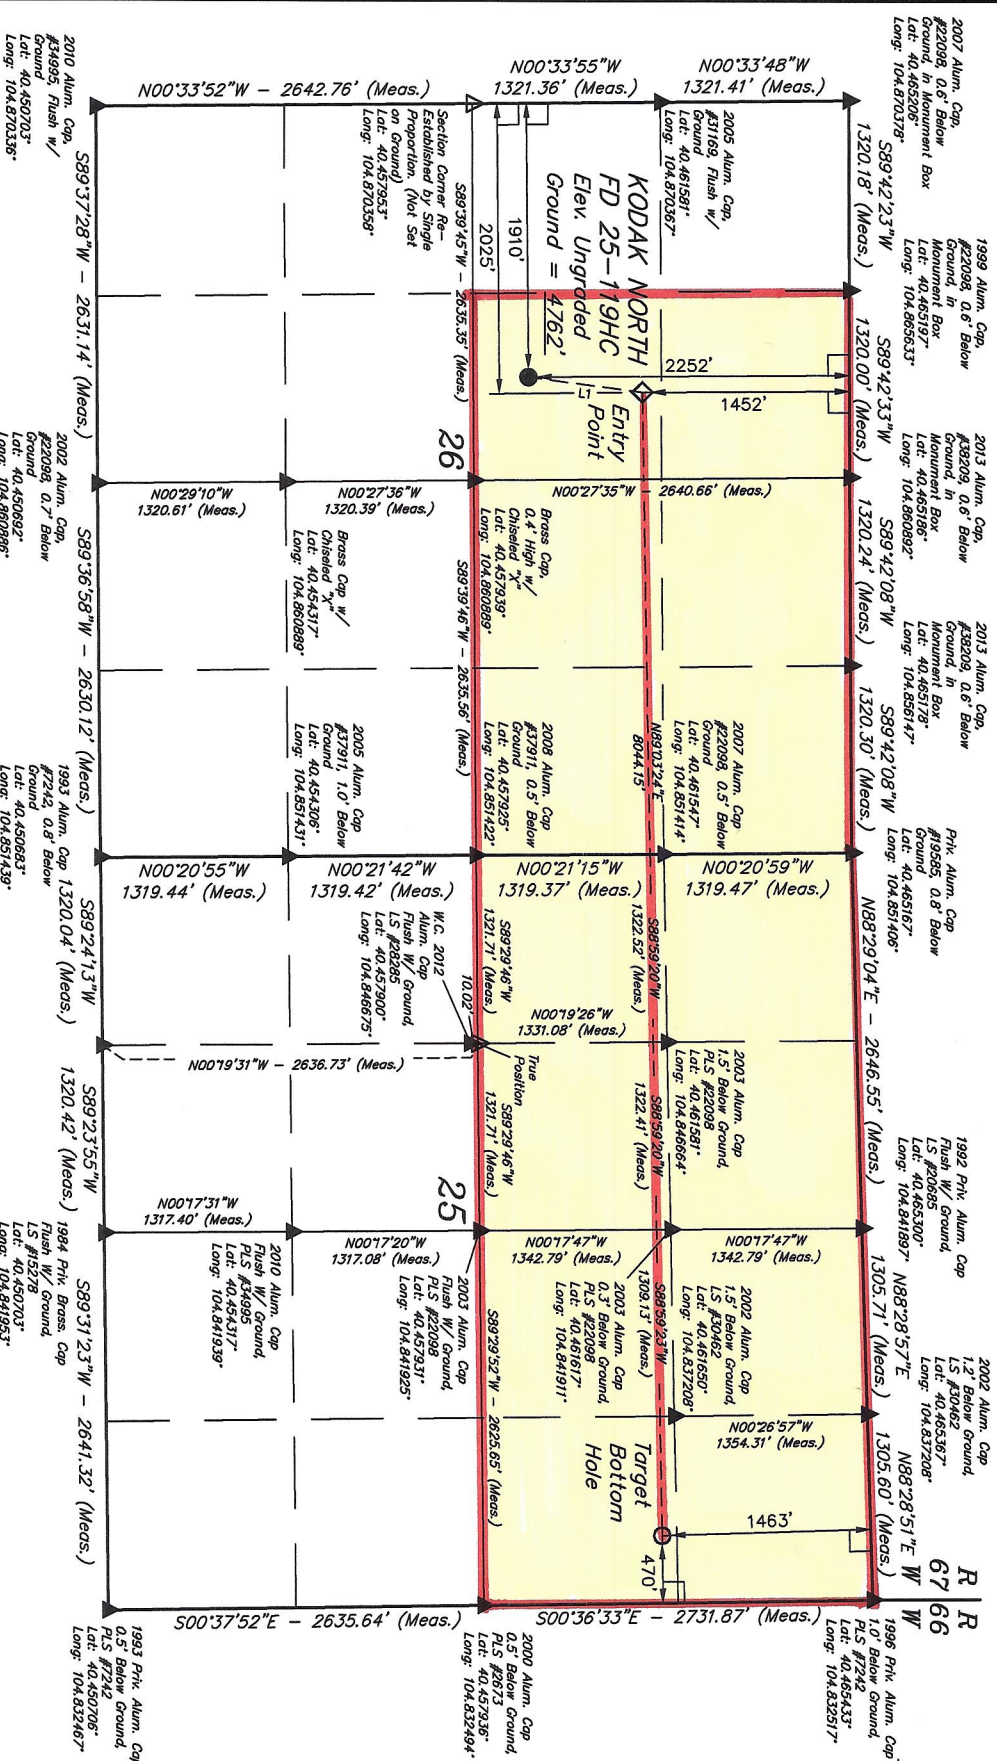 2007 Alum. Cap,
#22098, 0.6' Below
Ground, in Monument Box
Lat: 40.465206°
Long: 104.870378°
1999 Alum. Cap,
#22098, 0.6' Below
Ground, in
Monument Box
Lat: 40.465197°
Long: 104.865633°
2013 Alum. Cap,
#38209, 0.6' Below
Ground, in
Monument Box
Lat: 40.465186°
Long: 104.860892°
2013 Alum. Cap,
#38209, 0.6' Below
Ground, in
Monument Box
Lat: 40.465178°
Long: 104.856147°
Priv. Alum. Cap
#19585, 0.8' Below
Ground
Lat: 40.465167°
Long: 104.851406°
1992 Priv. Alum. Cap
Flush W/ Ground,
LS #20685
Lat: 40.465300°
Long: 104.841897°
2002 Alum. Cap
1.2' Below Ground,
LS #30462
Lat: 40.465367°
Long: 104.837208°
R R
67 66
W W
1996 Priv. Alum. Cap
1.0' Below Ground,
PLS #7242
Lat: 40.465433°
Long: 104.832517°
S89°42'23"W
1320.18' (Meas.)
S89°42'33"W
1320.00' (Meas.)
S89°42'08"W
1320.24' (Meas.)
S89°42'08"W
1320.30' (Meas.)
N88°29'04"E - 2646.55' (Meas.)
N88°28'57"E
1305.71' (Meas.)
N88°28'51"E
1305.60' (Meas.)
N00°33'48"W
1321.41' (Meas.)
N00°33'55"W
1321.36' (Meas.)
N00°33'52"W - 2642.76' (Meas.)
2005 Alum. Cap,
#31169, Flush w/
Ground
Lat: 40.461581°
Long: 104.870367°
KODAK NORTH
FD 25-119HC
Elev. Ungraded
Ground = 4762'
1910'
2025'
2252'
1452'
L1
Entry
Point
N89°03'24"E
8044.15'
N00°27'35"W - 2640.66' (Meas.)
2007 Alum. Cap
#22098, 0.5' Below
Ground
Lat: 40.461547°
Long: 104.851414°
N00°20'59"W
1319.47' (Meas.)
N00°21'15"W
1319.37' (Meas.)
S88°59'20"W
1322.52' (Meas.)
N00°19'26"W
1331.08' (Meas.)
2003 Alum. Cap
1.5' Below Ground,
PLS #22098
Lat: 40.461581°
Long: 104.846664°
S88°59'20"W
1322.41' (Meas.)
N00°17'47"W
1342.79' (Meas.)
N00°17'47"W
1342.79' (Meas.)
2002 Alum. Cap
1.5' Below Ground,
LS #30462
Lat: 40.461650°
Long: 104.837208°
S88°59'23"W
1309.13' (Meas.)
2003 Alum. Cap
0.3' Below Ground,
PLS #22098
Lat: 40.461617°
Long: 104.841911°
N00°26'57"W
1354.31' (Meas.)
Target
Bottom
Hole
1463'
470'
S00°36'33"E - 2731.87' (Meas.)
Section Corner Re-
Established by Single
Proportion. (Not Set
on Ground)
Lat: 40.457953°
Long: 104.870358°
S89°39'45"W - 2635.35' (Meas.)
26
Brass Cap,
0.4' High w/
Chiseled "X"
Lat: 40.457939°
Long: 104.860889°
S89°39'46"W - 2635.56' (Meas.)
2008 Alum. Cap
#37911, 0.5' Below
Ground
Lat: 40.457925°
Long: 104.851422°
S89°29'46"W
1321.71' (Meas.)
10.02'
True
Position
W.C. 2012
Alum. Cap
Flush W/ Ground,
LS #28285
Lat: 40.457900°
Long: 104.846675°
S89°29'46"W
1321.71' (Meas.)
25
2003 Alum. Cap
Flush W/ Ground,
PLS #22098
Lat: 40.457931°
Long: 104.841925°
S89°29'52"W - 2625.65' (Meas.)
2000 Alum. Cap
0.5' Below Ground,
PLS #2673
Lat: 40.457936°
Long: 104.832494°
N00°27'36"W
1320.39' (Meas.)
N00°29'10"W
1320.61' (Meas.)
Brass Cap w/
Chiseled "X"
Lat: 40.454317°
Long: 104.860889°
2005 Alum. Cap
#37911, 1.0' Below
Ground
Lat: 40.454306°
Long: 104.851431°
N00°21'42"W
1319.42' (Meas.)
N00°20'55"W
1319.44' (Meas.)
N00°19'31"W - 2636.73' (Meas.)
N00°17'20"W
1317.08' (Meas.)
N00°17'31"W
1317.40' (Meas.)
2010 Alum. Cap
Flush W/ Ground,
PLS #34995
Lat: 40.454317°
Long: 104.841939°
S00°37'52"E - 2635.64' (Meas.)
S89°37'28"W - 2631.14' (Meas.)
S89°36'58"W - 2630.12' (Meas.)
S89°24'13"W
1320.04' (Meas.)
S89°23'55"W
1320.42' (Meas.)
S89°31'23"W - 2641.32' (Meas.)
2010 Alum. Cap,
#34995, Flush w/
Ground
Lat: 40.450703°
Long: 104.870336°
2002 Alum. Cap,
#22098, 0.7' Below
Ground
Lat: 40.450692°
Long: 104.860886°
1993 Alum. Cap
#7242, 0.8' Below
Ground
Lat: 40.450683°
Long: 104.851439°
1984 Priv. Brass. Cap
Flush W/ Ground,
LS #15278
Lat: 40.450703°
Long: 104.841953°
1993 Priv. Alum. Cap
0.5' Below Ground,
PLS #7242
Lat: 40.450706°
Long: 104.832467°